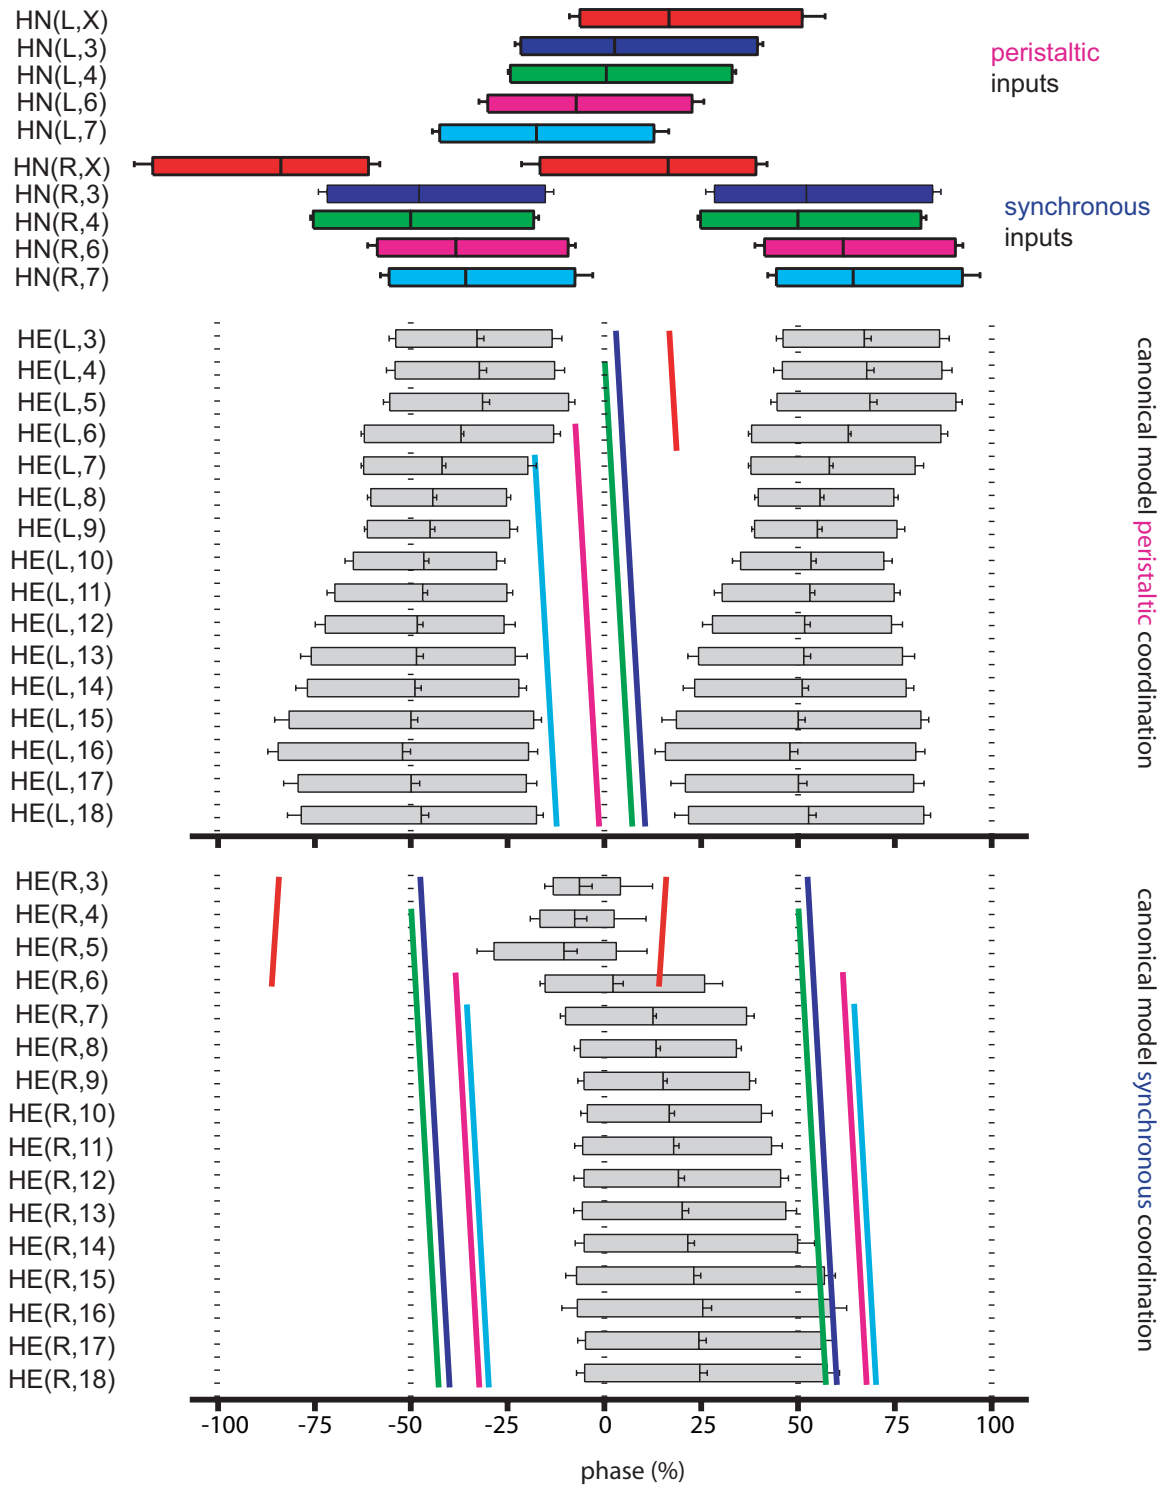 HN(L,X)
HN(L,3)
HN(L,4)
HN(L,6)
HN(L,7)
peristaltic
inputs
HN(R,X)
HN(R,3)
HN(R,4)
HN(R,6)
HN(R,7)
synchronous
inputs
HE(L,3)
HE(L,4)
HE(L,5)
HE(L,6)
HE(L,7)
HE(L,8)
HE(L,9)
HE(L,10)
HE(L,11)
HE(L,12)
HE(L,13)
HE(L,14)
HE(L,15)
HE(L,16)
HE(L,17)
HE(L,18)
canonical model peristaltic coordination
HE(R,3)
HE(R,4)
HE(R,5)
HE(R,6)
HE(R,7)
HE(R,8)
HE(R,9)
HE(R,10)
HE(R,11)
HE(R,12)
HE(R,13)
HE(R,14)
HE(R,15)
HE(R,16)
HE(R,17)
HE(R,18)
canonical model synchronous coordination
-100 -75 -50 -25 0 25 50 75 100
phase (%)